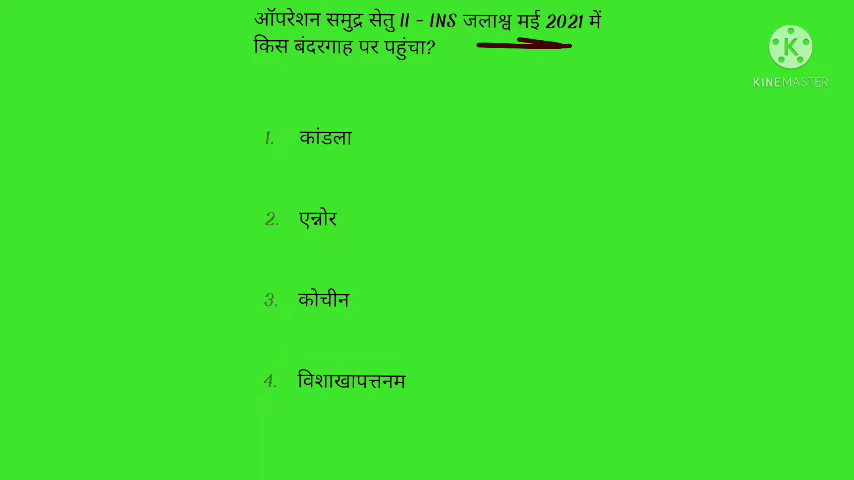 ऑपरेशन समुद्र सेतु II - INS जलाश्व मई 2021 में
किस बंदरगाह पर पहुंचा?
KINEMASTER
1. कांडला
2. एन्नोर
3. कोचीन
4. विशाखापत्तनम